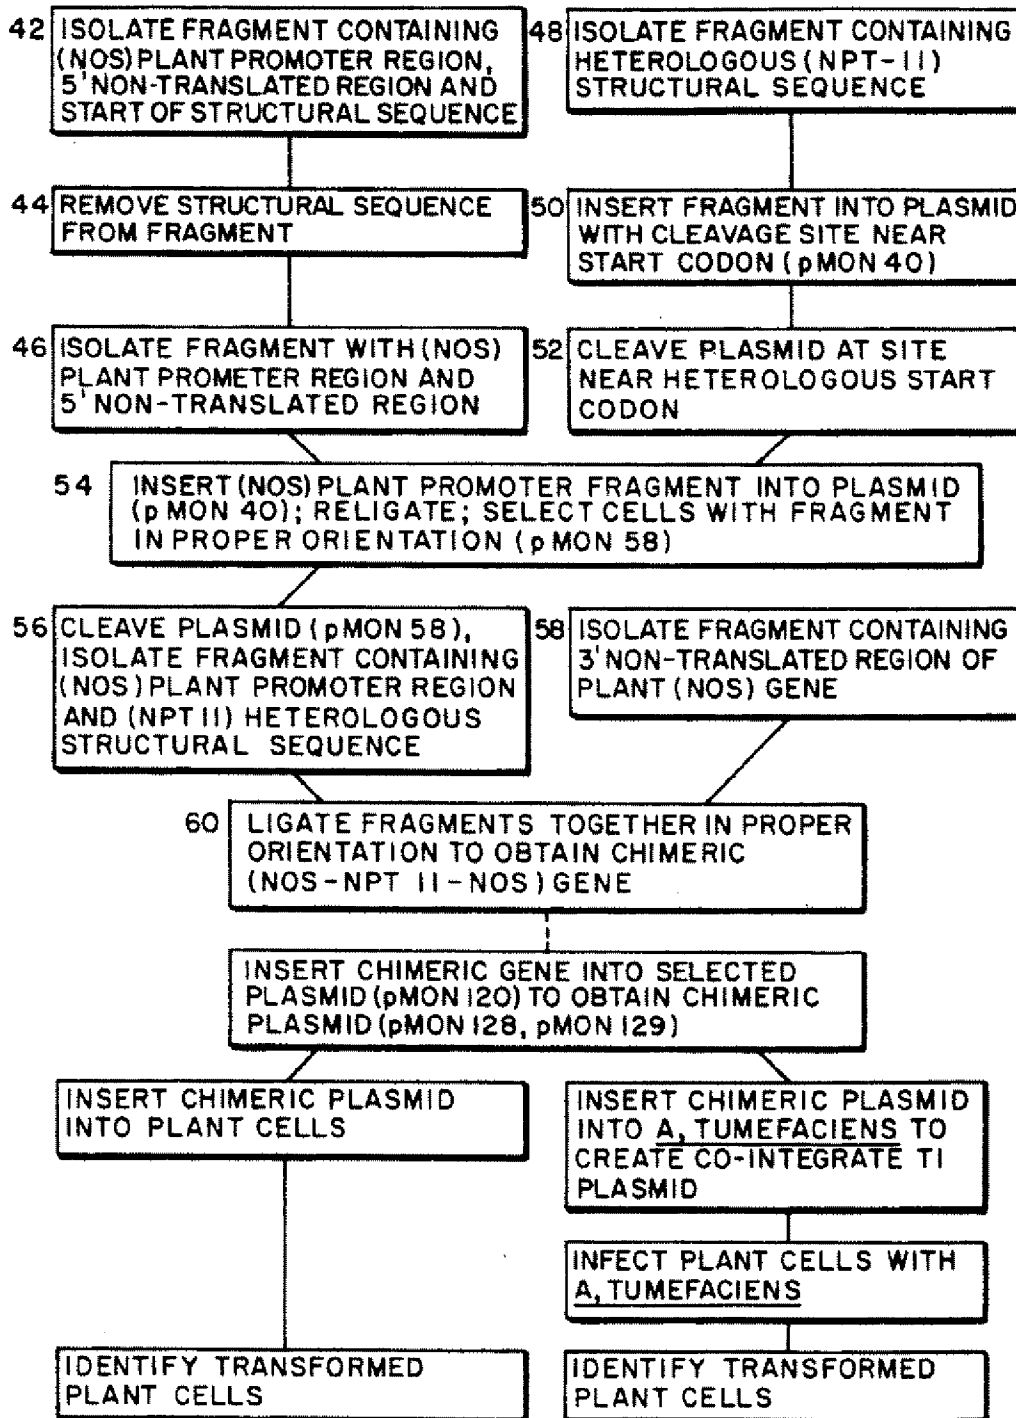 42 ISOLATE FRAGMENT CONTAINING
(NOS) PLANT PROMOTER REGION,
5' NON-TRANSLATED REGION AND
START OF STRUCTURAL SEQUENCE
48 ISOLATE FRAGMENT CONTAINING
HETEROLOGOUS (NPT-II)
STRUCTURAL SEQUENCE
44 REMOVE STRUCTURAL SEQUENCE
FROM FRAGMENT
50 INSERT FRAGMENT INTO PLASMID
WITH CLEAVAGE SITE NEAR
START CODON (pMON 40)
46 ISOLATE FRAGMENT WITH (NOS)
PLANT PROMETER REGION AND
5' NON-TRANSLATED REGION
52 CLEAVE PLASMID AT SITE
NEAR HETEROLOGOUS START
CODON
54 INSERT (NOS) PLANT PROMOTER FRAGMENT INTO PLASMID
(pMON 40); RELIGATE; SELECT CELLS WITH FRAGMENT
IN PROPER ORIENTATION (pMON 58)
56 CLEAVE PLASMID (pMON 58),
ISOLATE FRAGMENT CONTAINING
(NOS) PLANT PROMOTER REGION
AND (NPT II) HETEROLOGOUS
STRUCTURAL SEQUENCE
58 ISOLATE FRAGMENT CONTAINING
3' NON-TRANSLATED REGION OF
PLANT (NOS) GENE
60 LIGATE FRAGMENTS TOGETHER IN PROPER
ORIENTATION TO OBTAIN CHIMERIC
(NOS-NPT II-NOS) GENE
INSERT CHIMERIC GENE INTO SELECTED
PLASMID (pMON 120) TO OBTAIN CHIMERIC
PLASMID (pMON 128, pMON 129)
INSERT CHIMERIC PLASMID
INTO PLANT CELLS
INSERT CHIMERIC PLASMID
INTO A, TUMEFACIENS TO
CREATE CO-INTEGRATE TI
PLASMID
INFECT PLANT CELLS WITH
A, TUMEFACIENS
IDENTIFY TRANSFORMED
PLANT CELLS
IDENTIFY TRANSFORMED
PLANT CELLS